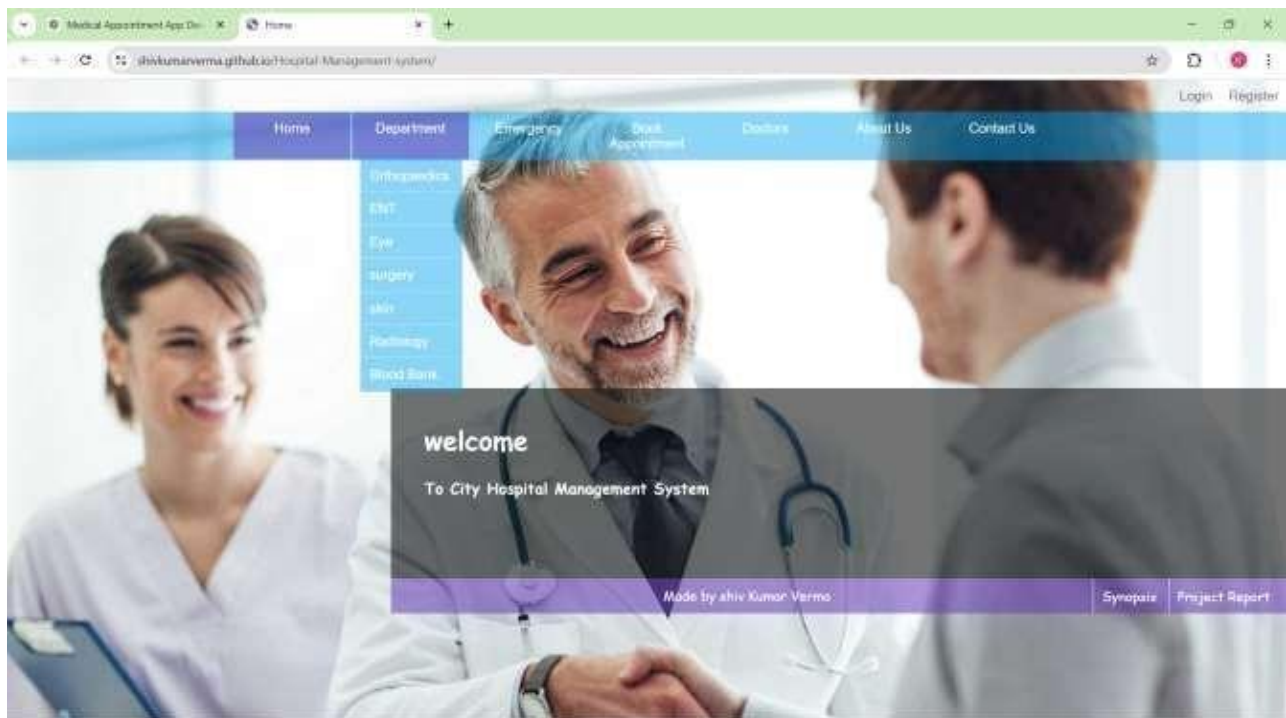 Medical Appointment App De
Home
shivkumarverma.github.io/Hospital-Management-system/
Login Register
Home Department Emergency Book Appointment Doctors About Us Contact Us
Orthopaedics
ENT
Eye
surgery
skin
Radiology
Blood Bank
welcome
To City Hospital Management System
Made by shiv Kumar Verma
Synopsis Project Report